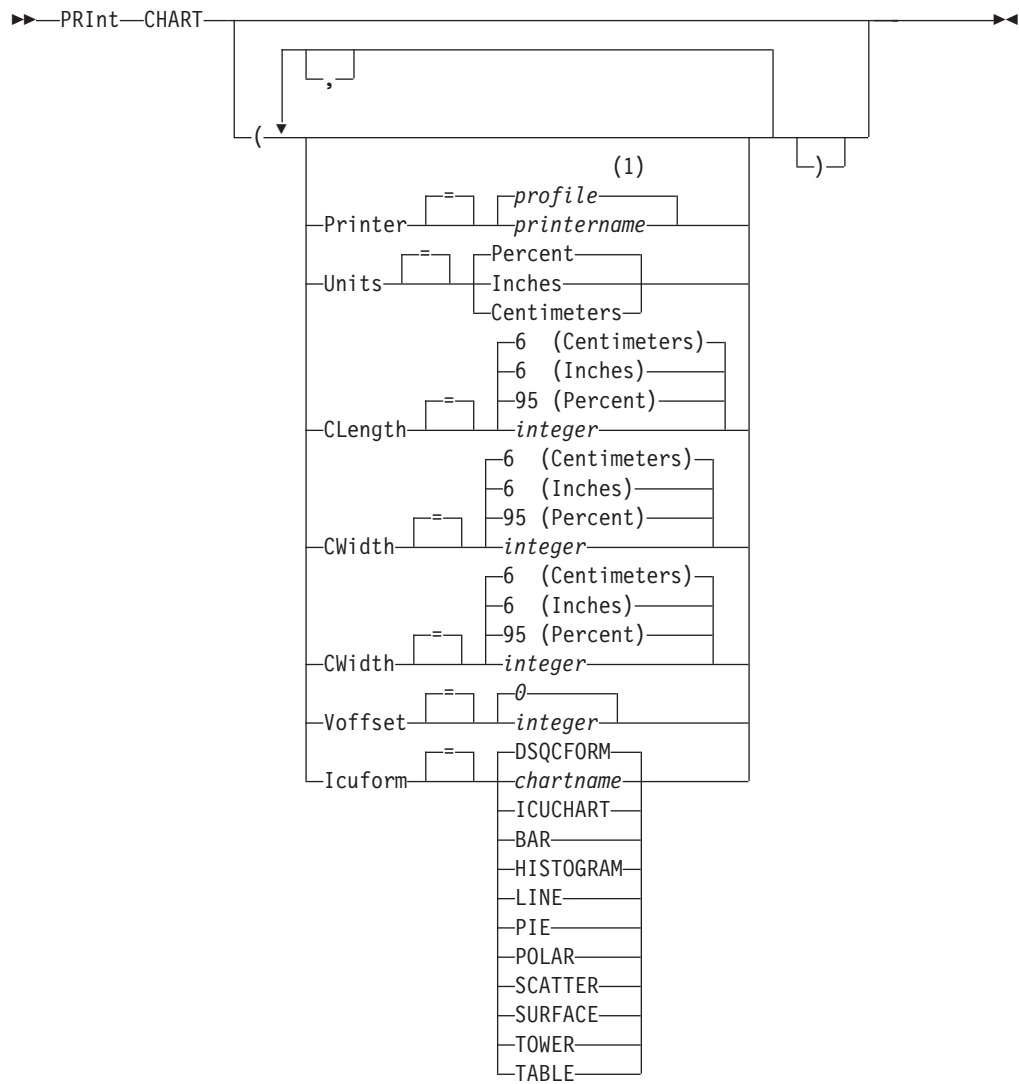 PRInt CHART
,
(
)
(1)
Printer = profile
printername
Units = Percent
Inches
Centimeters
6 (Centimeters)
6 (Inches)
95 (Percent)
CLength = integer
6 (Centimeters)
6 (Inches)
95 (Percent)
CWidth = integer
6 (Centimeters)
6 (Inches)
95 (Percent)
CWidth = integer
Voffset = 0
integer
Icuform = DSQCFORM
chartname
ICUCHART
BAR
HISTOGRAM
LINE
PIE
POLAR
SCATTER
SURFACE
TOWER
TABLE